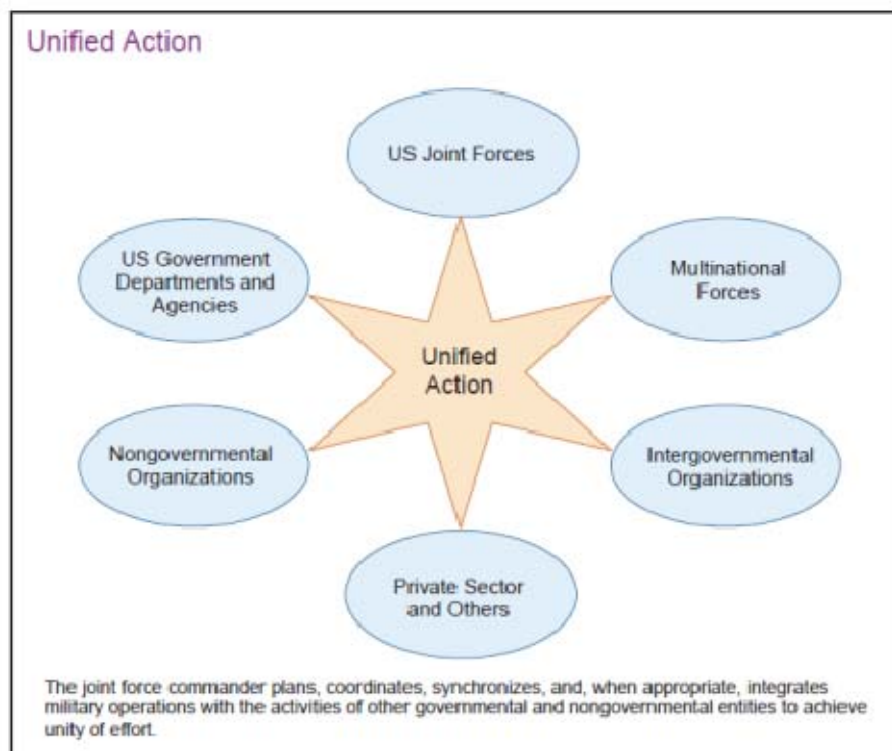 Unified Action
US Joint Forces
US Government
Departments and
Agencies
Multinational
Forces
Unified
Action
Nongovernmental
Organizations
Intergovernmental
Organizations
Private Sector
and Others
The joint force commander plans, coordinates, synchronizes, and, when appropriate, integrates
military operations with the activities of other governmental and nongovernmental entities to achieve
unity of effort.